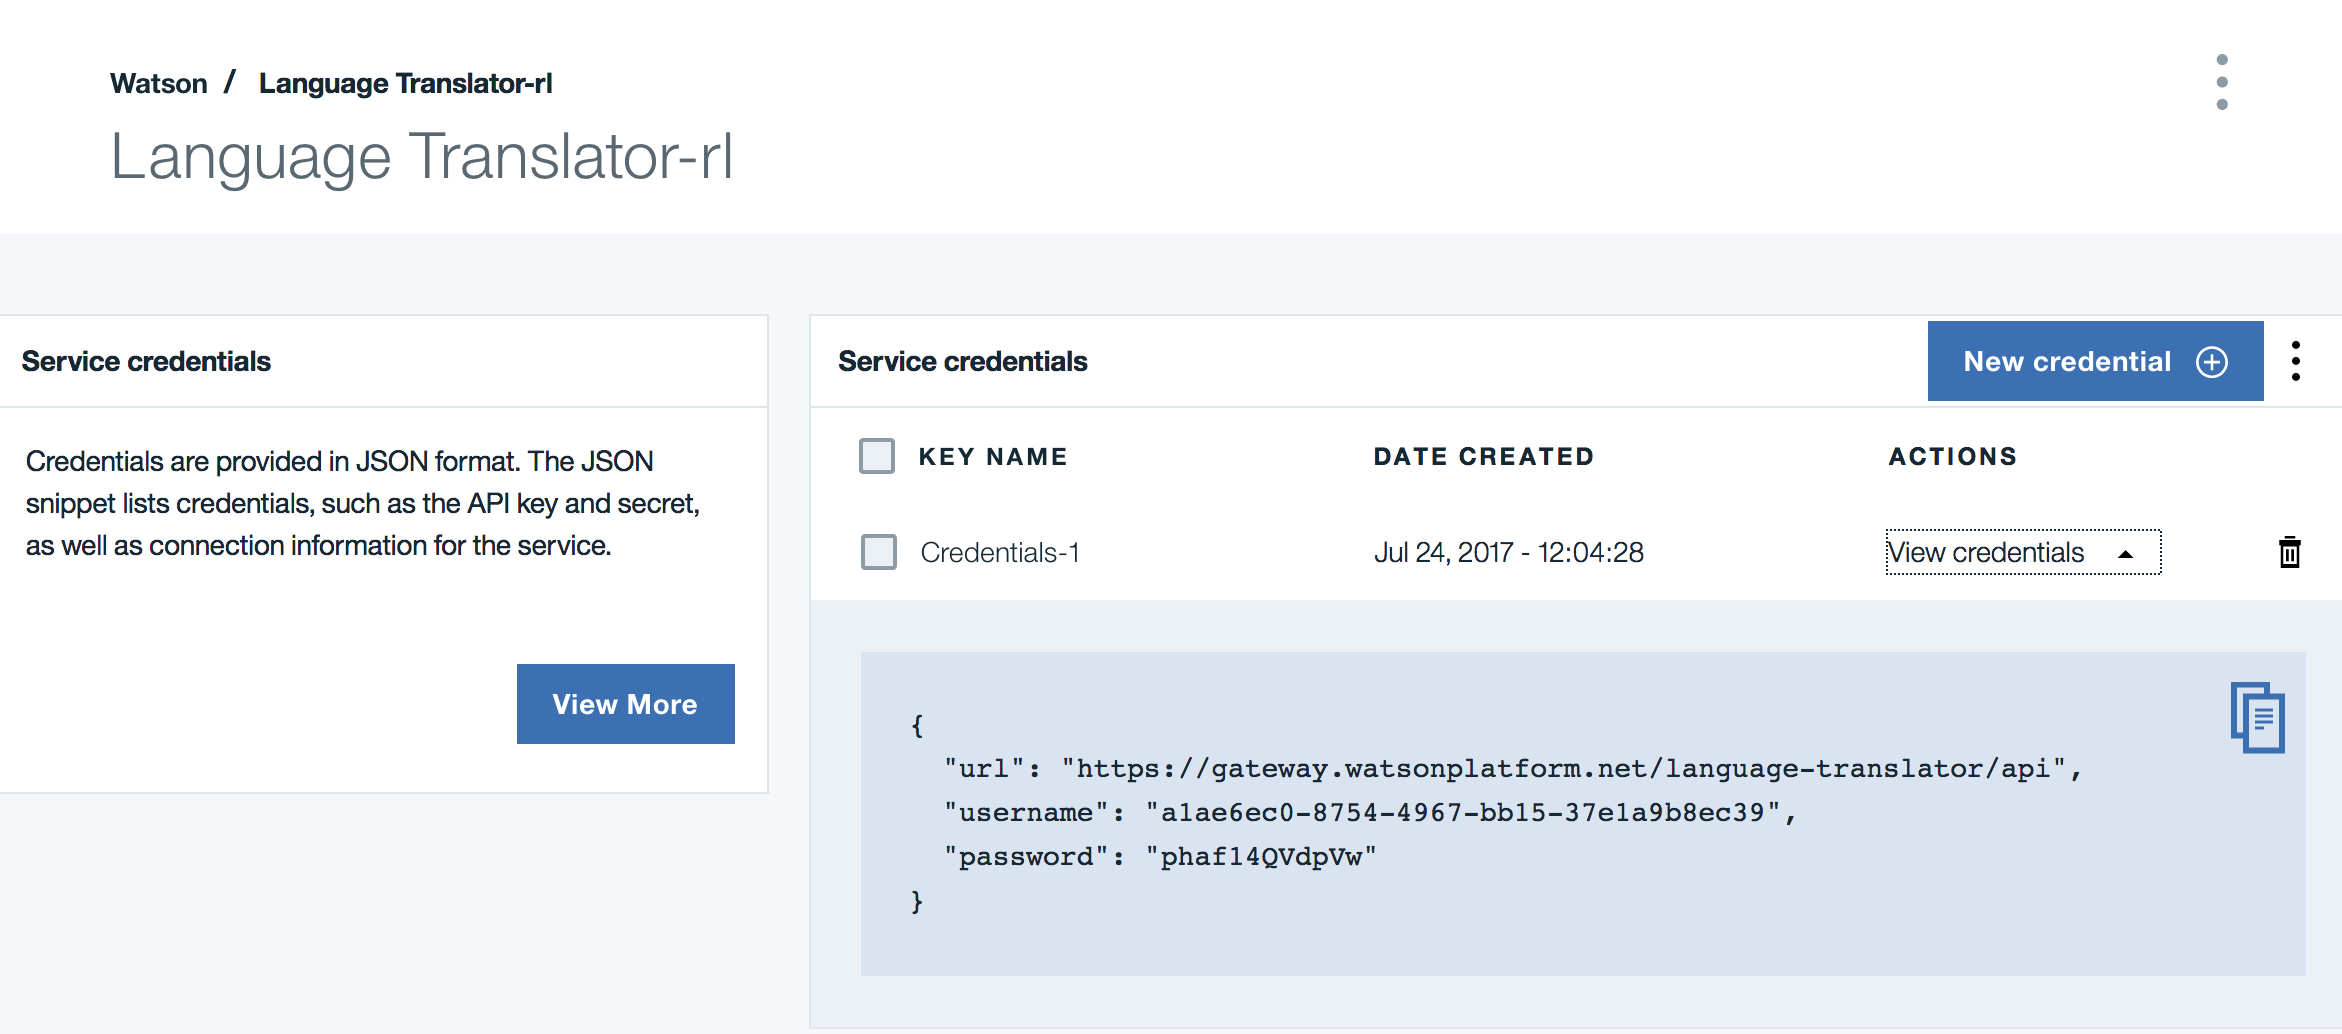 Watson / Language Translator-rl
Language Translator-rl
Service credentials
Credentials are provided in JSON format. The JSON
snippet lists credentials, such as the API key and secret,
as well as connection information for the service.
View More
Service credentials
New credential
KEY NAME DATE CREATED ACTIONS
Credentials-1 Jul 24, 2017 - 12:04:28 View credentials
{
"url": "https://gateway.watsonplatform.net/language-translator/api",
"username": "a1ae6ec0-8754-4967-bb15-37e1a9b8ec39",
"password": "phaf14QVdpVw"
}